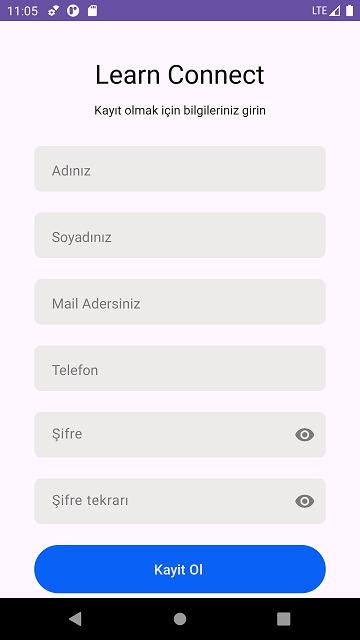 11:05
LTE
Learn Connect
Kayıt olmak için bilgileriniz girin
Adınız
Soyadınız
Mail Adersiniz
Telefon
Şifre
Şifre tekrarı
Kayit Ol